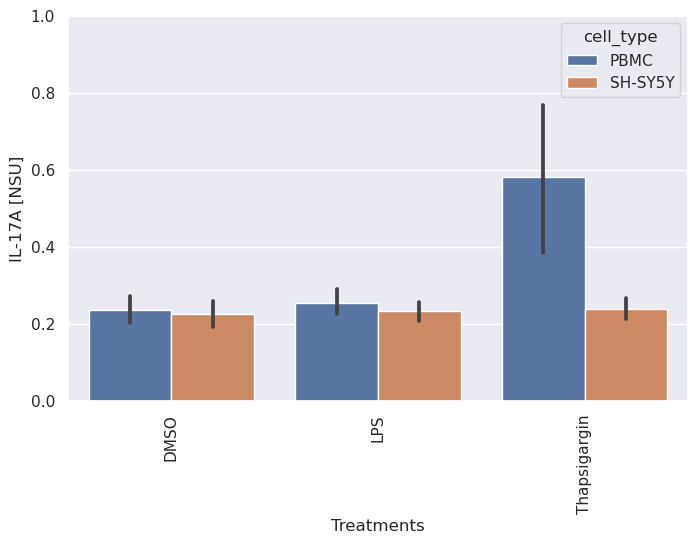 1.0
0.8
0.6
0.4
0.2
0.0
IL-17A [NSU]
cell_type
PBMC
SH-SY5Y
DMSO
LPS
Thapsigargin
Treatments